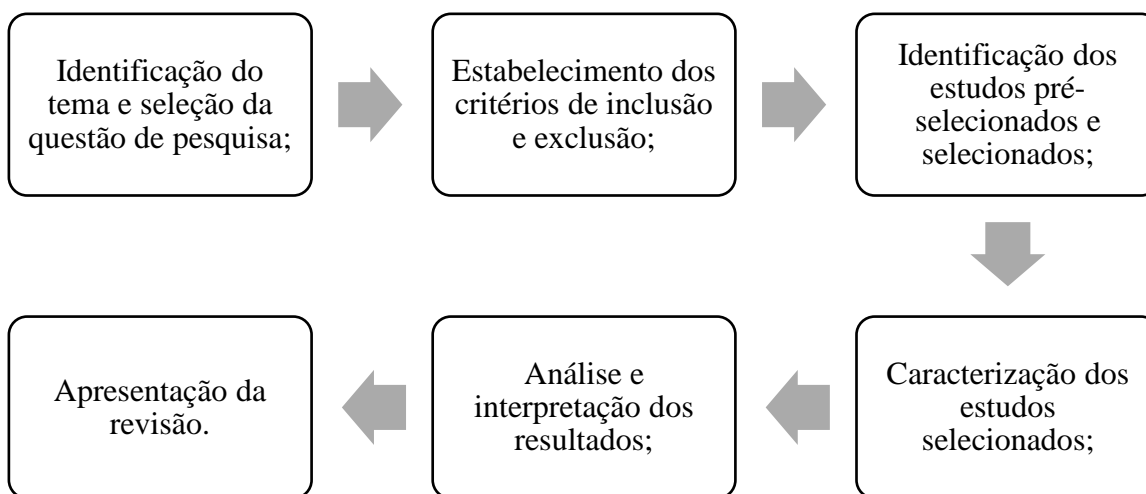 Identificação do
tema e seleção da
questão de pesquisa;
Estabelecimento dos
critérios de inclusão
e exclusão;
Identificação dos
estudos pré-
selecionados e
selecionados;
Caracterização dos
estudos
selecionados;
Análise e
interpretação dos
resultados;
Apresentação da
revisão.